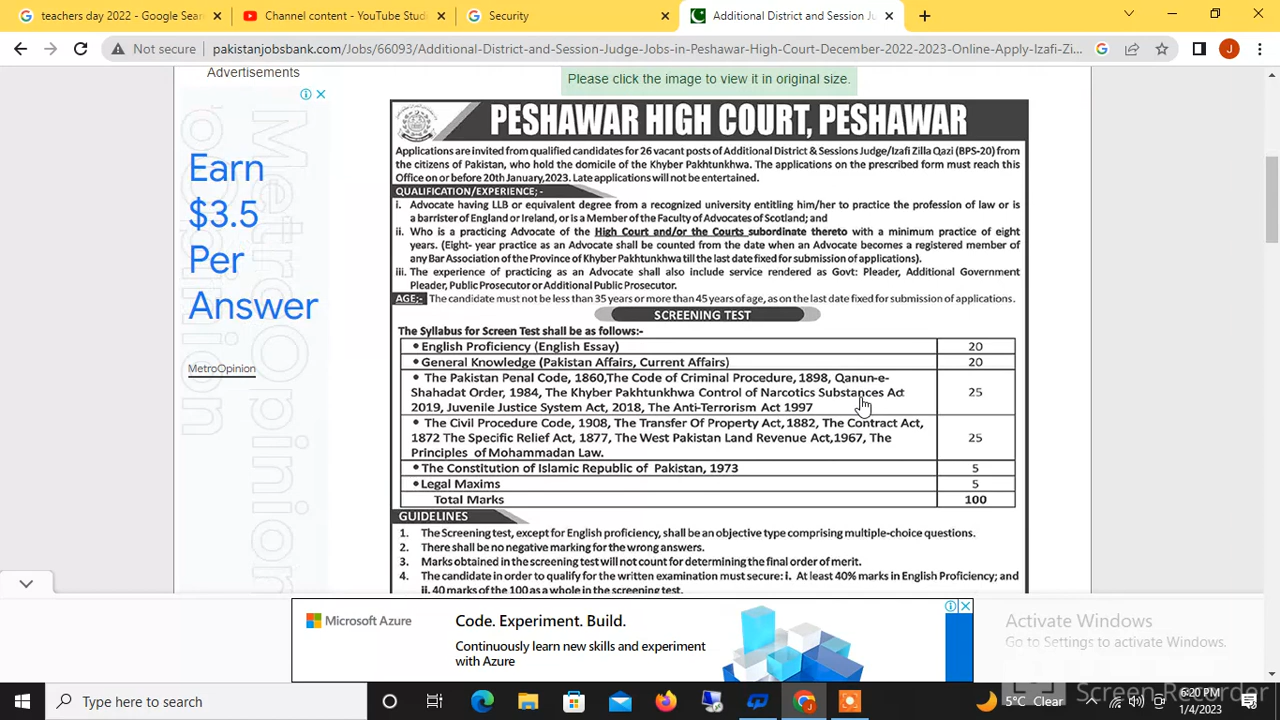 teachers day 2022 - Google Sear
Channel content - YouTube Stud
Security
Additional District and Session Ju
Not secure
pakistanjobsbank.com/Jobs/66093/Additional-District-and-Session-Judge-Jobs-in-Peshawar-High-Court-December-2022-2023-Online-Apply-Izafi-Zi...
J
Advertisements
Please click the image to view it in original size.
Earn
$3.5
Per
Answer
MetroOpinion
PESHAWAR HIGH COURT, PESHAWAR
Applications are invited from qualified candidates for 26 vacant posts of Additional District & Sessions Judge/Izafi Zilla Qazi (BPS-20) from
the citizens of Pakistan, who hold the domicile of the Khyber Pakhtunkhwa. The applications on the prescribed form must reach this
Office on or before 20th January,2023. Late applications will not be entertained.
QUALIFICATION/EXPERIENCE; -
i. Advocate having LLB or equivalent degree from a recognized university entitling him/her to practice the profession of law or is
a barrister of England or Ireland, or is a Member of the Faculty of Advocates of Scotland; and
ii. Who is a practicing Advocate of the High Court and/or the Courts subordinate thereto with a minimum practice of eight
years. (Eight- year practice as an Advocate shall be counted from the date when an Advocate becomes a registered member of
any Bar Association of the Province of Khyber Pakhtunkhwa till the last date fixed for submission of applications).
iii. The experience of practicing as an Advocate shall also include service rendered as Govt: Pleader, Additional Government
Pleader, Public Prosecutor or Additional Public Prosecutor.
AGE;- The candidate must not be less than 35 years or more than 45 years of age, as on the last date fixed for submission of applications.
SCREENING TEST
The Syllabus for Screen Test shall be as follows:-
• English Proficiency (English Essay) 20
• General Knowledge (Pakistan Affairs, Current Affairs) 20
• The Pakistan Penal Code, 1860,The Code of Criminal Procedure, 1898, Qanun-e-
Shahadat Order, 1984, The Khyber Pakhtunkhwa Control of Narcotics Substances Act 25
2019, Juvenile Justice System Act, 2018, The Anti-Terrorism Act 1997
• The Civil Procedure Code, 1908, The Transfer Of Property Act,1882, The Contract Act,
1872 The Specific Relief Act, 1877, The West Pakistan Land Revenue Act,1967, The 25
Principles of Mohammadan Law.
• The Constitution of Islamic Republic of Pakistan, 1973 5
• Legal Maxims 5
Total Marks 100
GUIDELINES
1. The Screening test, except for English proficiency, shall be an objective type comprising multiple-choice questions.
2. There shall be no negative marking for the wrong answers.
3. Marks obtained in the screening test will not count for determining the final order of merit.
4. The candidate in order to qualify for the written examination must secure: i. At least 40% marks in English Proficiency; and
ii. 40 marks of the 100 as a whole in the screening test.
Microsoft Azure
Code. Experiment. Build.
Continuously learn new skills and experiment
with Azure
Activate Windows
Go to Settings to activate Windows.
Screen Recorder
Type here to search
5°C Clear
6:20 PM
1/4/2023